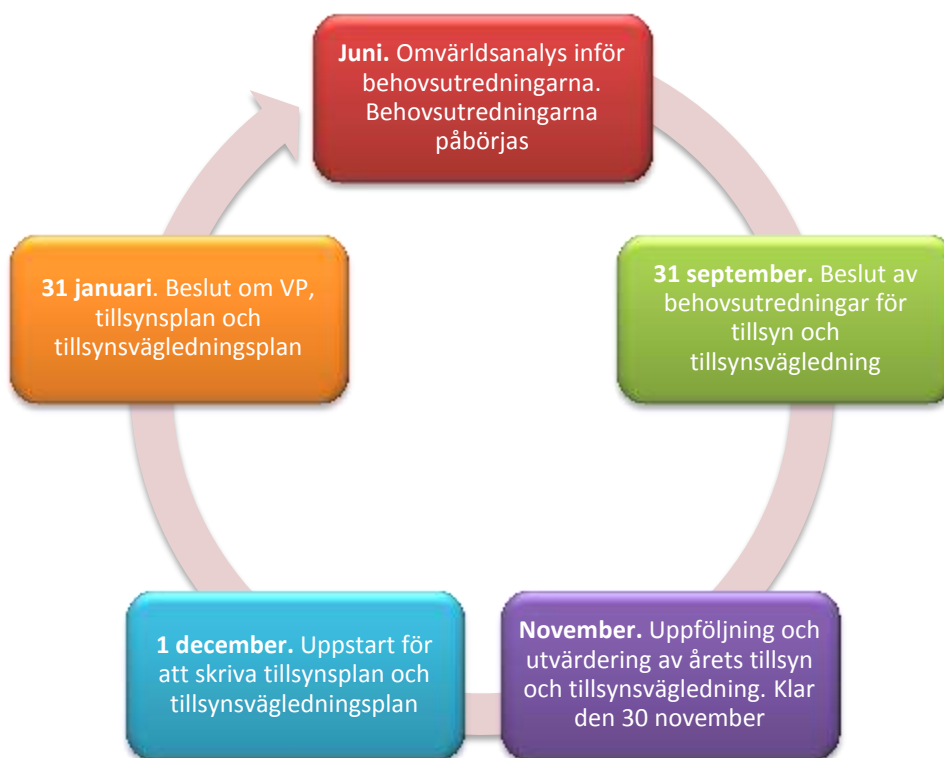 Juni. Omvärldsanalys inför
behovsutredningarna.
Behovsutredningarna
påbörjas
31 september. Beslut av
behovsutredningar för
tillsyn och
tillsynsvägledning
November. Uppföljning och
utvärdering av årets tillsyn
och tillsynsvägledning. Klar
den 30 november
1 december. Uppstart för
att skriva tillsynsplan och
tillsynsvägledningsplan
31 januari. Beslut om VP,
tillsynsplan och
tillsynsvägledningsplan